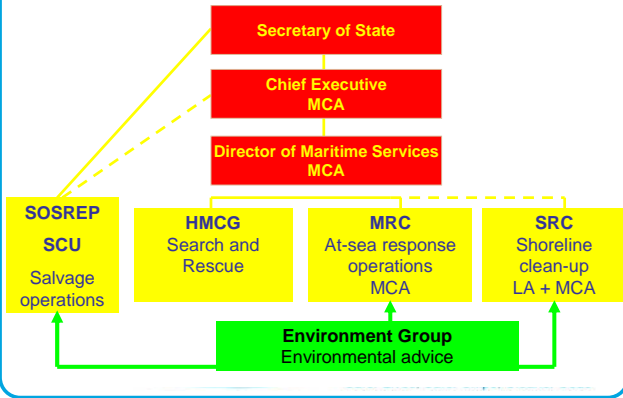 Secretary of State
Chief Executive
MCA
Director of Maritime Services
MCA
SOSREP
SCU
Salvage
operations
HMCG
Search and
Rescue
MRC
At-sea response
operations
MCA
SRC
Shoreline
clean-up
LA + MCA
Environment Group
Environmental advice